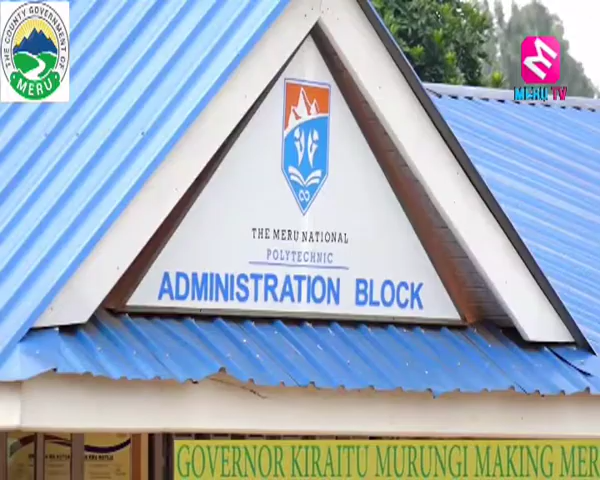 THE COUNTY GOVERNMENT OF
MERU
M
MERU TV
THE MERU NATIONAL
POLYTECHNIC
ADMINISTRATION BLOCK
GOVERNOR KIRAITU MURUNGI MAKING MER